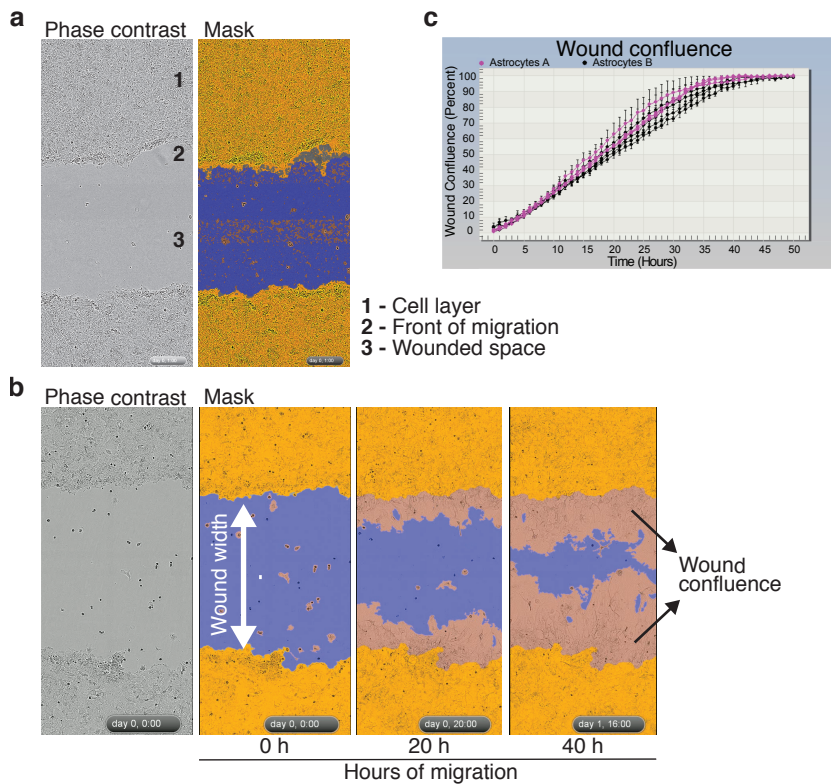 a
Phase contrast Mask
1
2
3
day 0, 1:00
1 - Cell layer
2 - Front of migration
3 - Wounded space
c
Wound confluence
Astrocytes A
Astrocytes B
Wound Confluence (Percent)
100
90
80
70
60
50
40
30
20
10
0
0 5 10 15 20 25 30 35 40 45 50
Time (Hours)
b
Phase contrast Mask
Wound width
Wound
confluence
day 0, 0:00
day 0, 0:00
day 0, 20:00
day 1, 16:00
0 h 20 h 40 h
Hours of migration